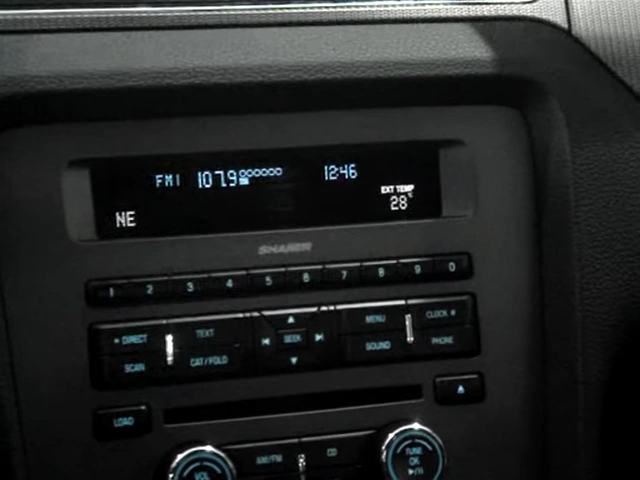 FM1 107.9 12:46
EXT TEMP
NE 28°
SHAKER
1 2 3 4 5 6 7 8 9 0
DIRECT TEXT MENU CLOCK
SEEK
SCAN CAT/FOLD SOUND PHONE
LOAD
AM/FM CD
VOL TUNE
OK